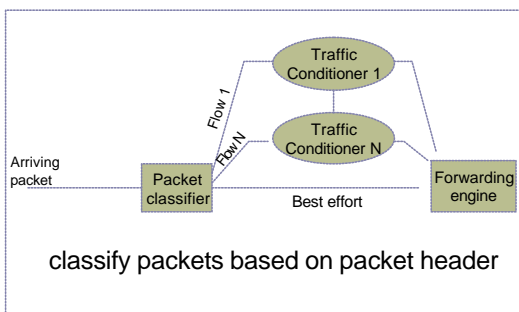 Traffic
Conditioner 1
Flow 1
Traffic
Conditioner N
Flow N
Arriving
packet
Packet
classifier
Best effort
Forwarding
engine
classify packets based on packet header